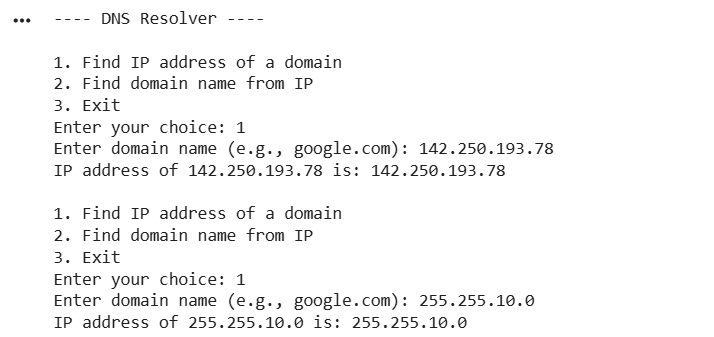 ---- DNS Resolver ----
1. Find IP address of a domain
2. Find domain name from IP
3. Exit
Enter your choice: 1
Enter domain name (e.g., google.com): 142.250.193.78
IP address of 142.250.193.78 is: 142.250.193.78
1. Find IP address of a domain
2. Find domain name from IP
3. Exit
Enter your choice: 1
Enter domain name (e.g., google.com): 255.255.10.0
IP address of 255.255.10.0 is: 255.255.10.0